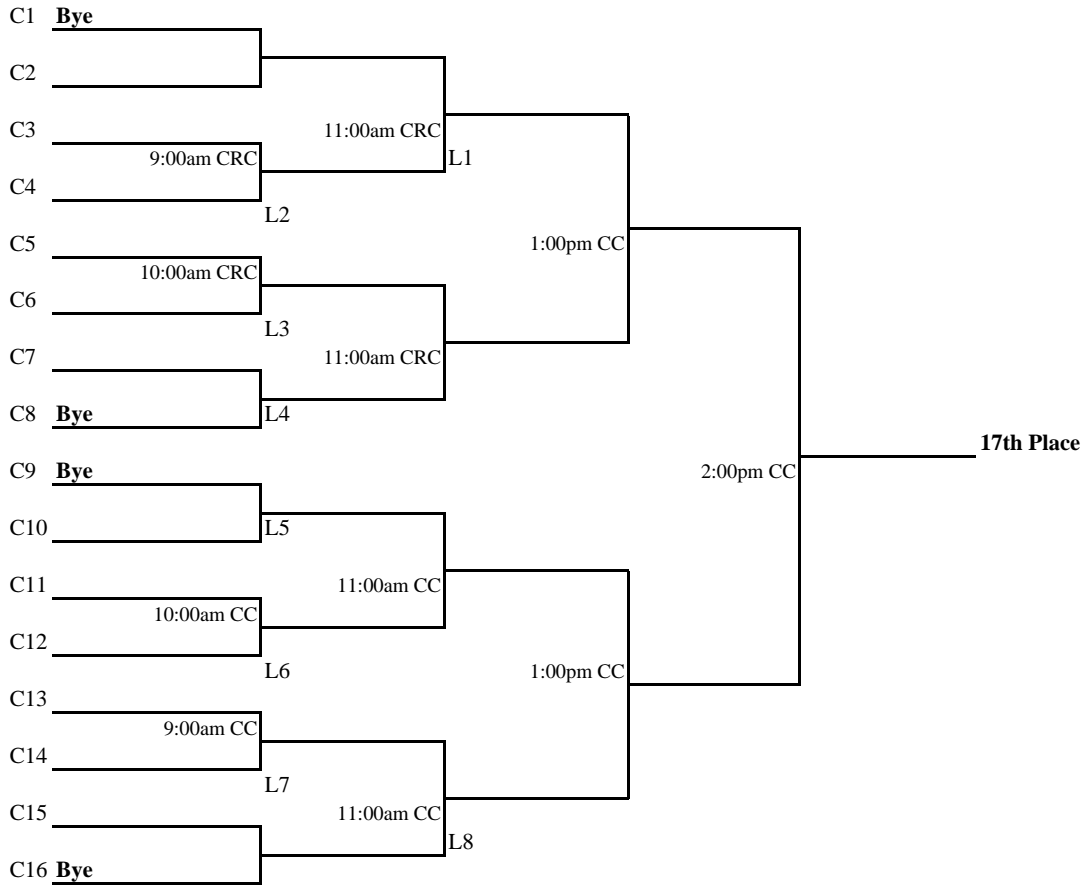 C1 Bye
C2
C3
11:00am CRC
9:00am CRC
L1
C4
L2
C5
1:00pm CC
10:00am CRC
C6
L3
C7
11:00am CRC
C8 Bye
L4
17th Place
C9 Bye
2:00pm CC
C10
L5
C11
11:00am CC
10:00am CC
C12
L6
1:00pm CC
C13
9:00am CC
C14
L7
C15
11:00am CC
L8
C16 Bye